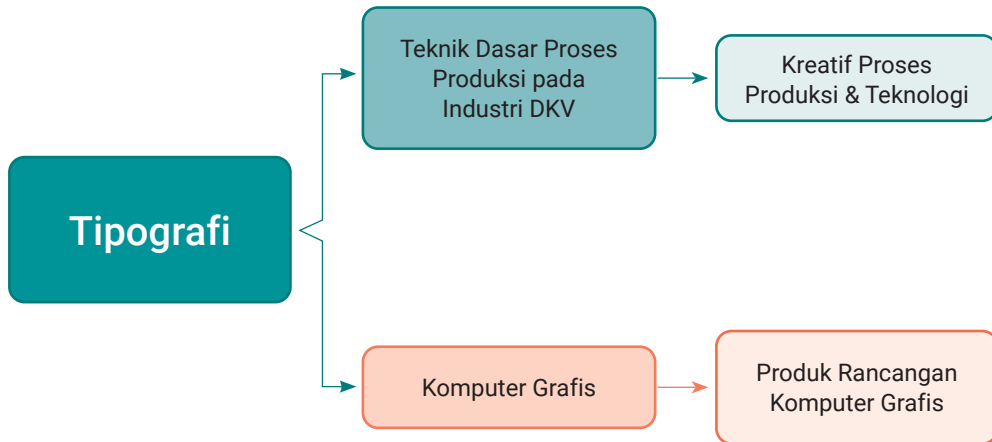 Teknik Dasar Proses
Produksi pada
Industri DKV
Kreatif Proses
Produksi & Teknologi
Tipografi
Komputer Grafis
Produk Rancangan
Komputer Grafis